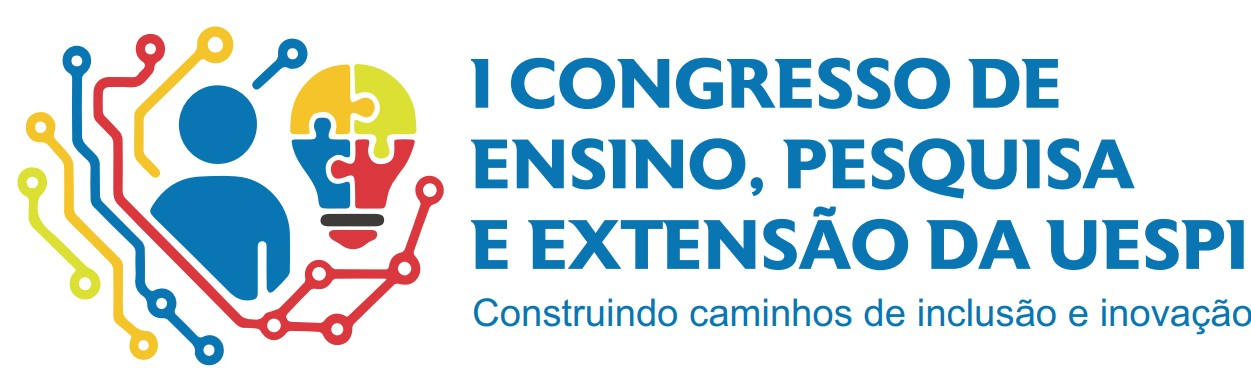 I CONGRESSO DE
ENSINO, PESQUISA
E EXTENSÃO DA UESPI
Construindo caminhos de inclusão e inovação